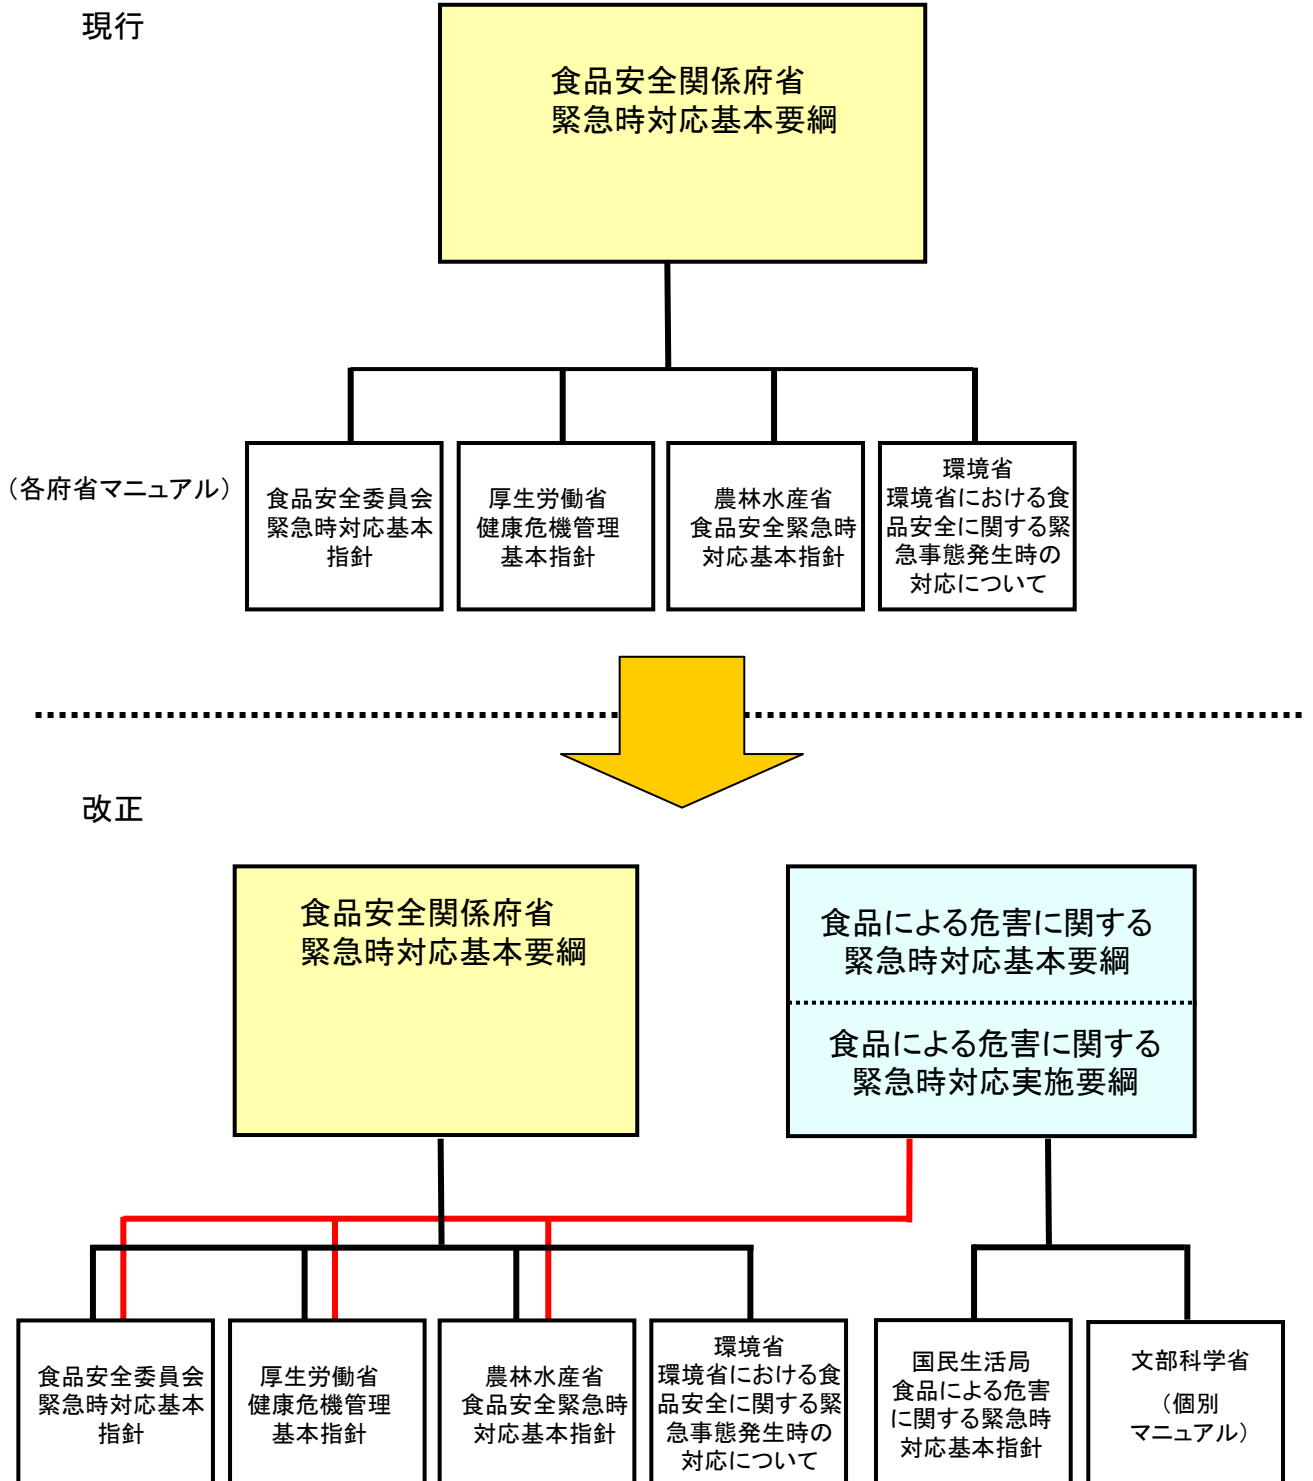 現行
食品安全関係府省
緊急時対応基本要綱
(各府省マニュアル)
食品安全委員会
緊急時対応基本
指針
厚生労働省
健康危機管理
基本指針
農林水産省
食品安全緊急時
対応基本指針
環境省
環境省における食
品安全に関する緊
急事態発生時の
対応について
改正
食品安全関係府省
緊急時対応基本要綱
食品による危害に関する
緊急時対応基本要綱
食品による危害に関する
緊急時対応実施要綱
食品安全委員会
緊急時対応基本
指針
厚生労働省
健康危機管理
基本指針
農林水産省
食品安全緊急時
対応基本指針
環境省
環境省における食
品安全に関する緊
急事態発生時の
対応について
国民生活局
食品による危害
に関する緊急時
対応基本指針
文部科学省
(個別
マニュアル)